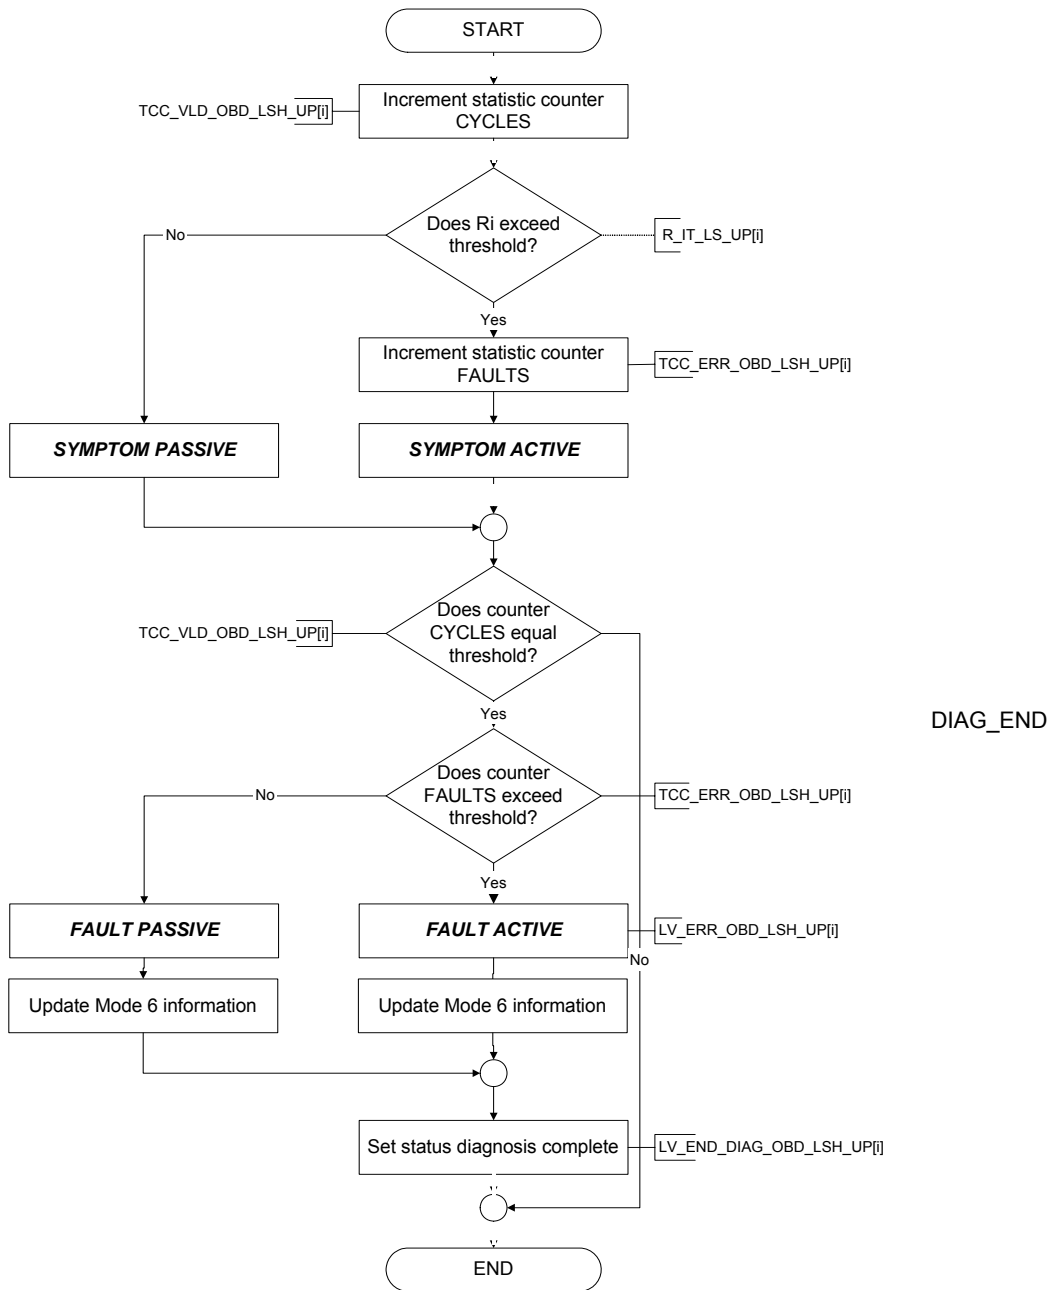 START
TCC_VLD_OBD_LSH_UP[i]
Increment statistic counter
CYCLES
Does Ri exceed
threshold?
No
R_IT_LS_UP[i]
Yes
Increment statistic counter
FAULTS
TCC_ERR_OBD_LSH_UP[i]
SYMPTOM PASSIVE
SYMPTOM ACTIVE
TCC_VLD_OBD_LSH_UP[i]
Does counter
CYCLES equal
threshold?
Yes
DIAG_END
Does counter
FAULTS exceed
threshold?
No
TCC_ERR_OBD_LSH_UP[i]
Yes
FAULT PASSIVE
FAULT ACTIVE
LV_ERR_OBD_LSH_UP[i]
No
Update Mode 6 information
Update Mode 6 information
Set status diagnosis complete
LV_END_DIAG_OBD_LSH_UP[i]
END